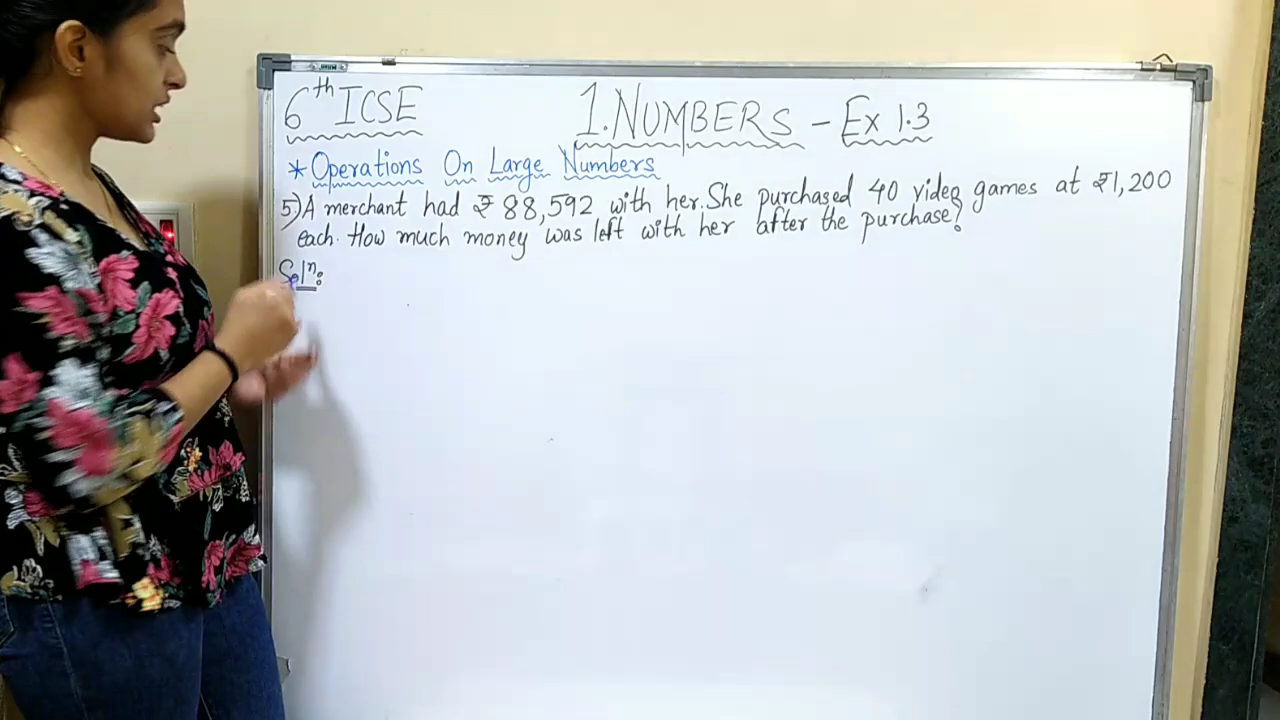 6th ICSE
1. NUMBERS - Ex 1.3
* Operations On Large Numbers
5) A merchant had ₹ 88,592 with her. She purchased 40 video games at ₹1,200
each. How much money was left with her after the purchase?
Solⁿ: